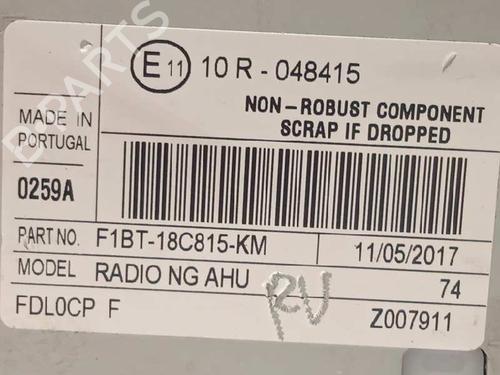 E 11 10 R - 048415
NON-ROBUST COMPONENT
SCRAP IF DROPPED
MADE IN
PORTUGAL
0259A
PART NO. F1BT-18C815-KM 11/05/2017
MODEL RADIO NG AHU 74
FDL0CP F Z007911
B-PARTS